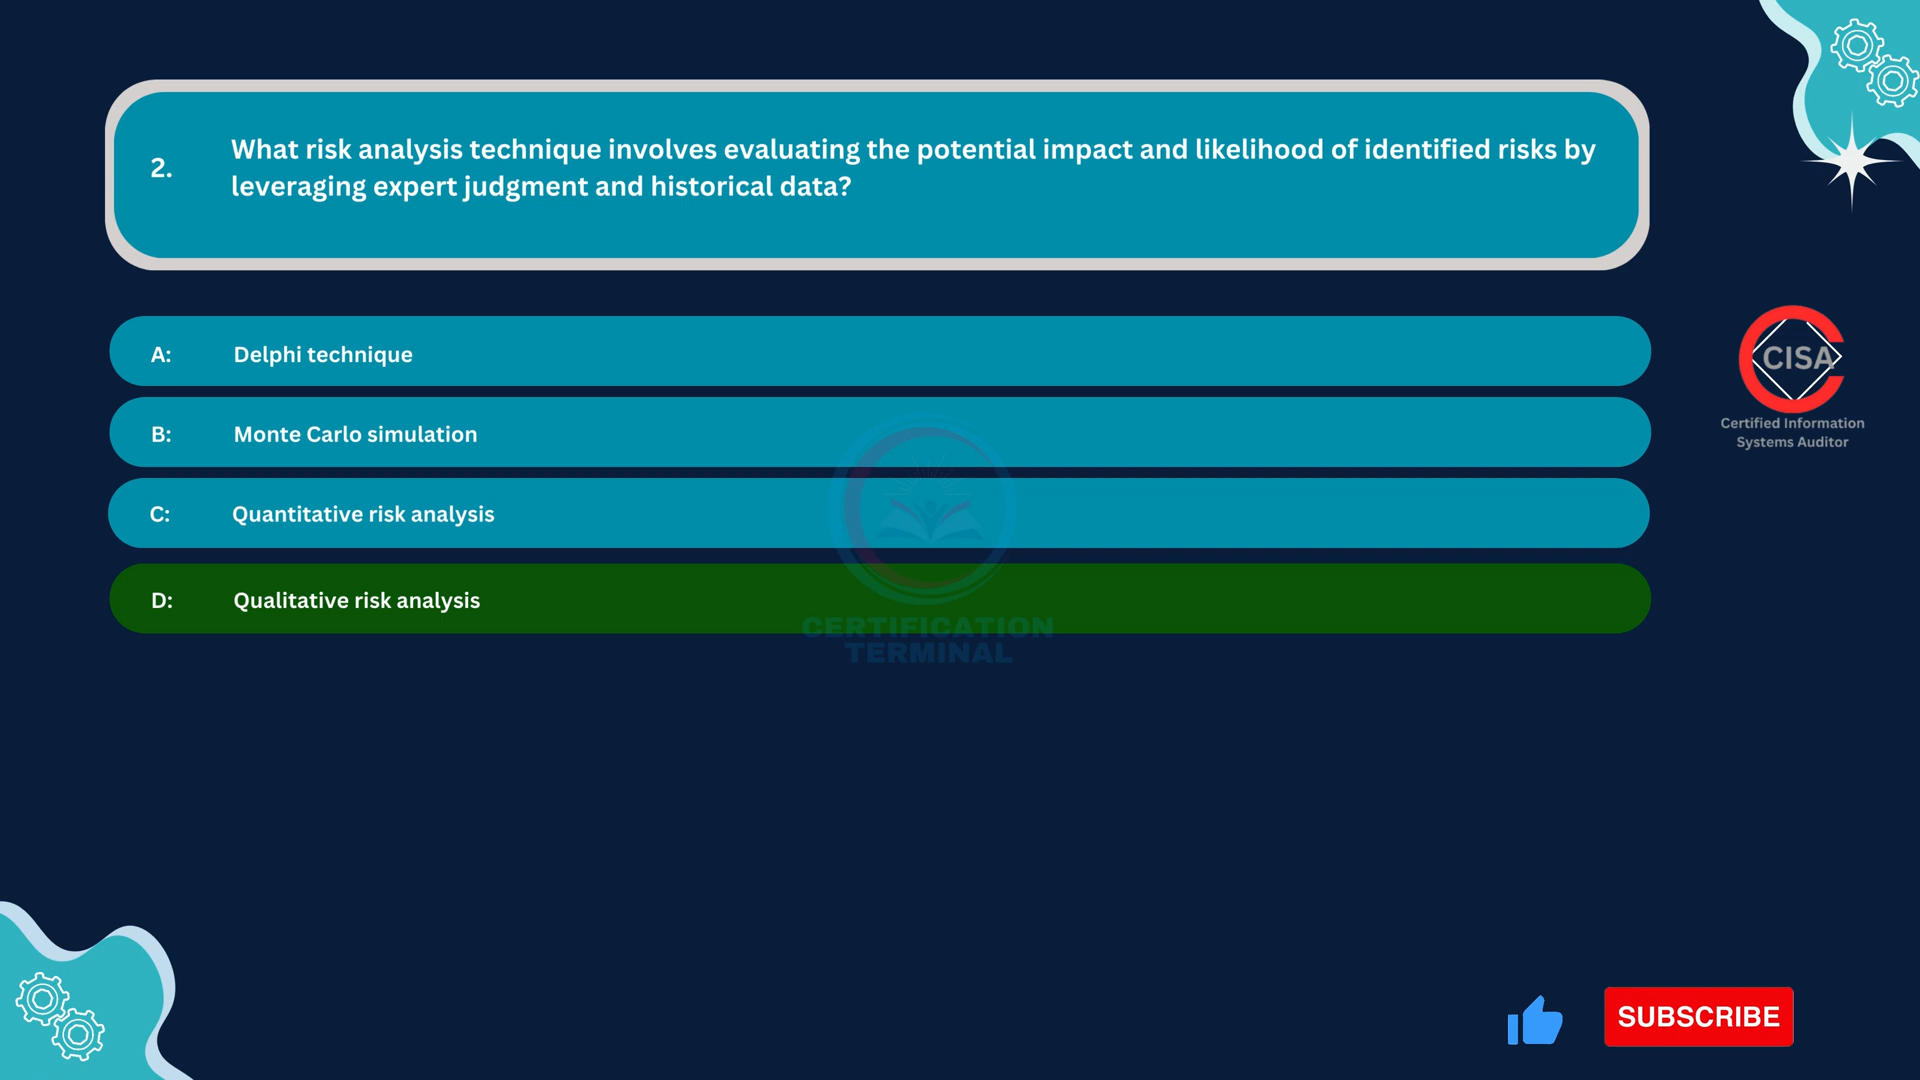 2.
What risk analysis technique involves evaluating the potential impact and likelihood of identified risks by
leveraging expert judgment and historical data?
A: Delphi technique
B: Monte Carlo simulation
C: Quantitative risk analysis
D: Qualitative risk analysis
CISA
Certified Information
Systems Auditor
CERTIFICATION
TERMINAL
SUBSCRIBE